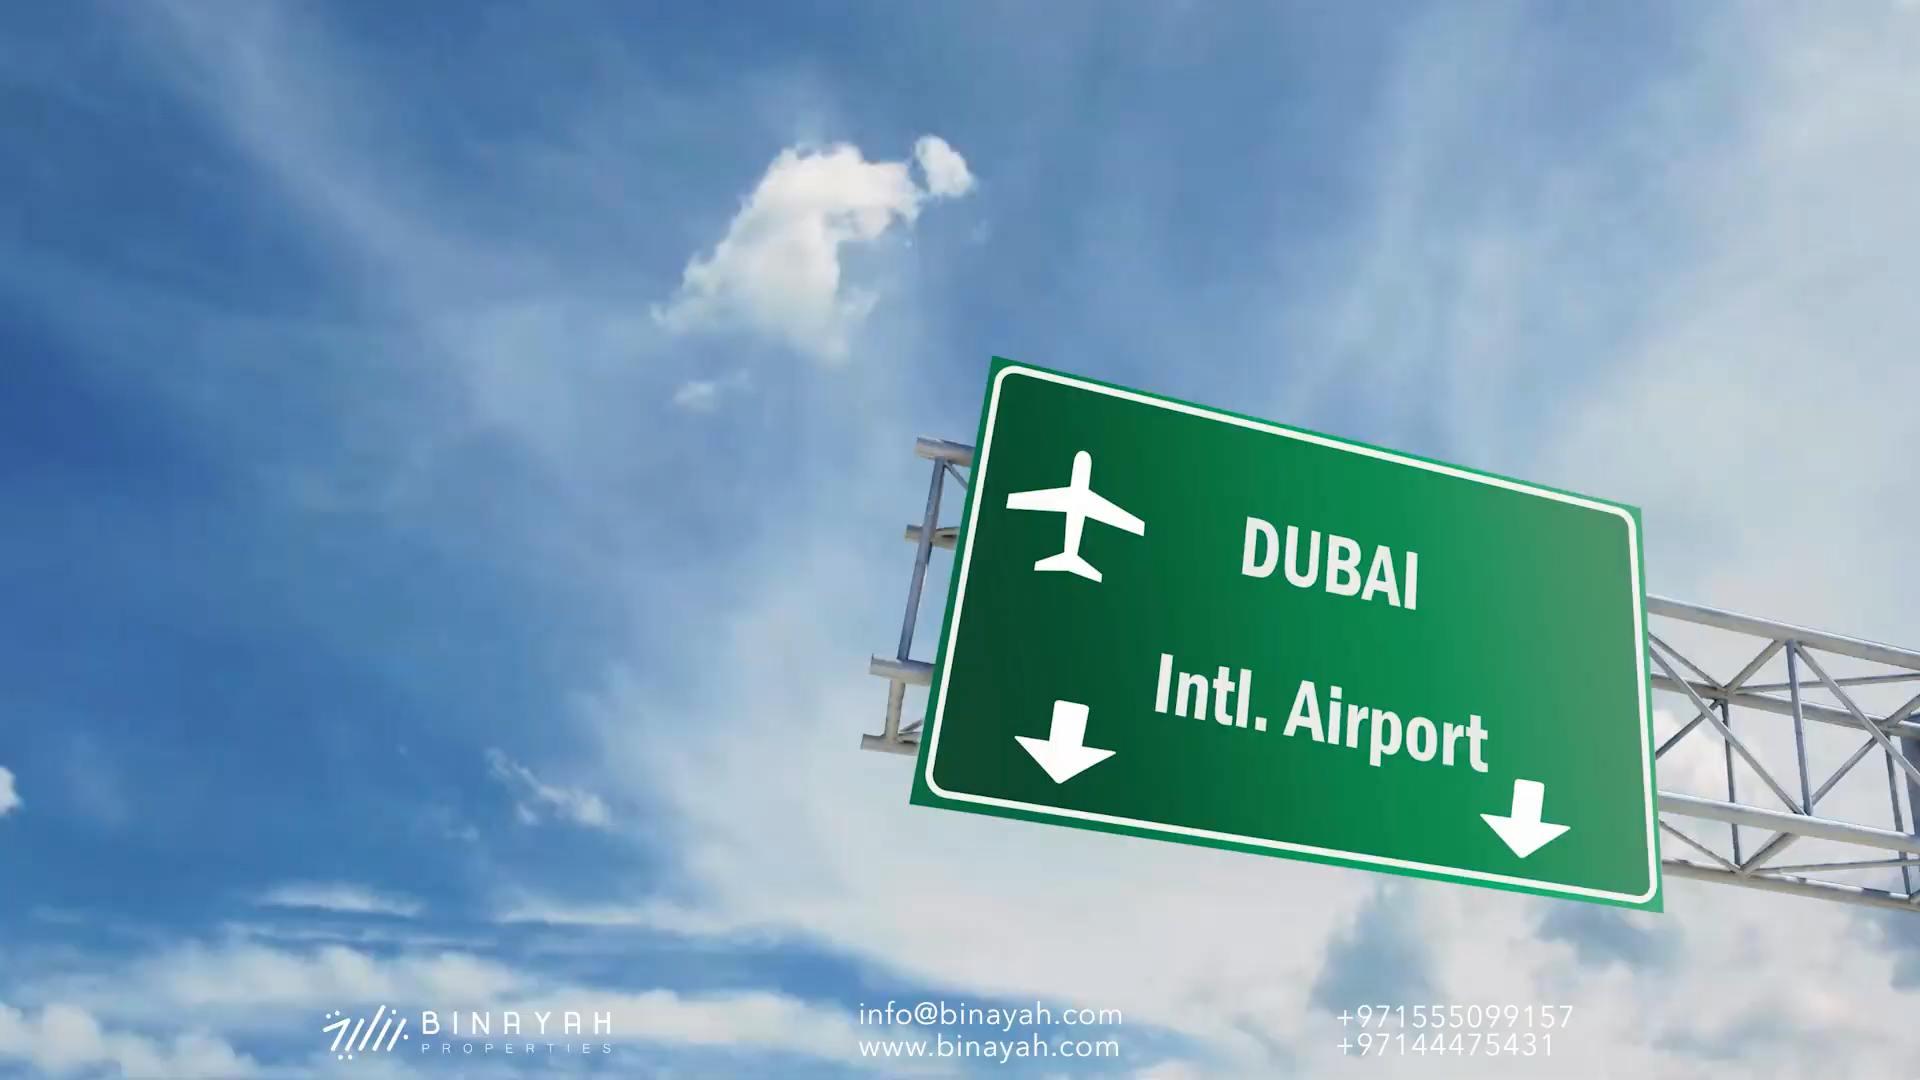 DUBAI
Intl. Airport
BINAYAH
PROPERTIES
info@binayah.com
www.binayah.com
+971555099157
+97144475431